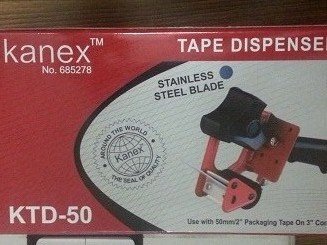 kanex™
No. 685278
TAPE DISPENSE
STAINLESS
STEEL BLADE
AROUND THE WORLD
Kanex
THE SEAL OF QUALITY
KTD-50
Use with 50mm/2" Packaging Tape On 3" Cor